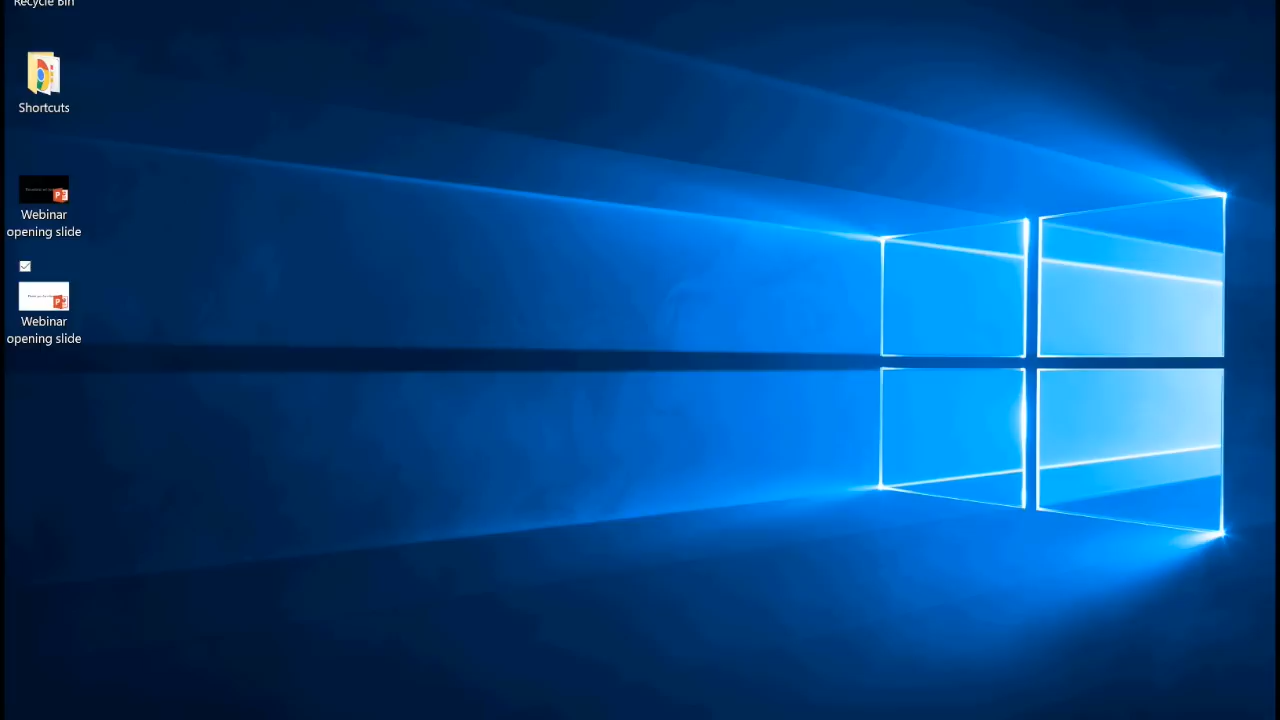 Recycle Bin
Shortcuts
Webinar
opening slide
Webinar
opening slide